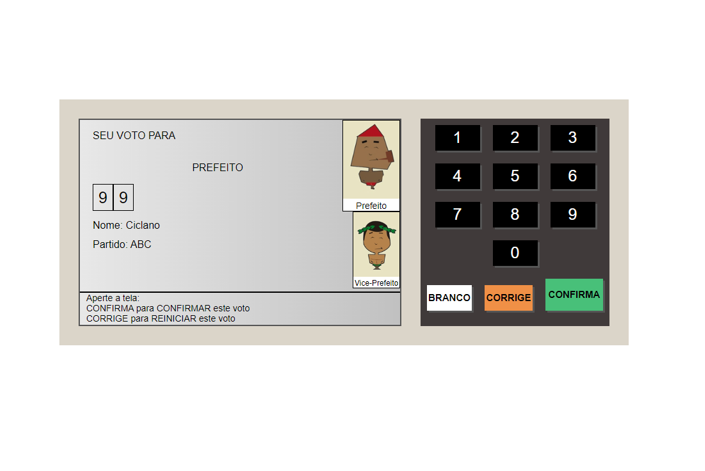 SEU VOTO PARA
PREFEITO
9 9
Nome: Ciclano
Partido: ABC
Prefeito
Vice-Prefeito
Aperte a tela:
CONFIRMA para CONFIRMAR este voto
CORRIGE para REINICIAR este voto
1 2 3
4 5 6
7 8 9
0
BRANCO CORRIGE CONFIRMA